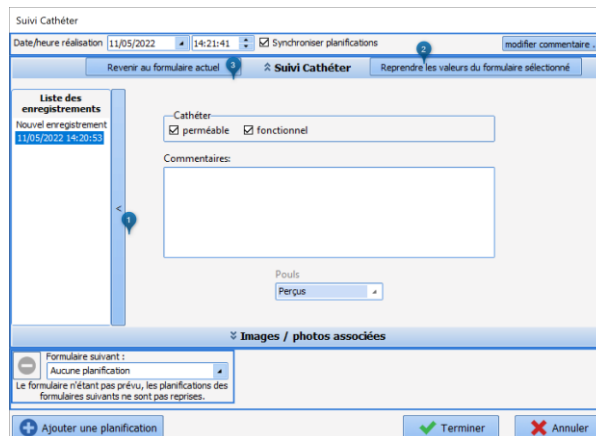 Suivi Cathéter
Date/heure réalisation 11/05/2022 14:21:41 Synchroniser planifications modifier commentaire ..
2
Revenir au formulaire actuel 3 Suivi Cathéter Reprendre les valeurs du formulaire sélectionné
Liste des
enregistrements
Nouvel enregistrement
11/05/2022 14:20:53
Cathéter
perméable fonctionnel
Commentaires:
<
1
Pouls
Perçus
Images / photos associées
Formulaire suivant :
Aucune planification
Le formulaire n'étant pas prévu, les planifications des
formulaires suivants ne sont pas reprises.
Ajouter une planification Terminer Annuler